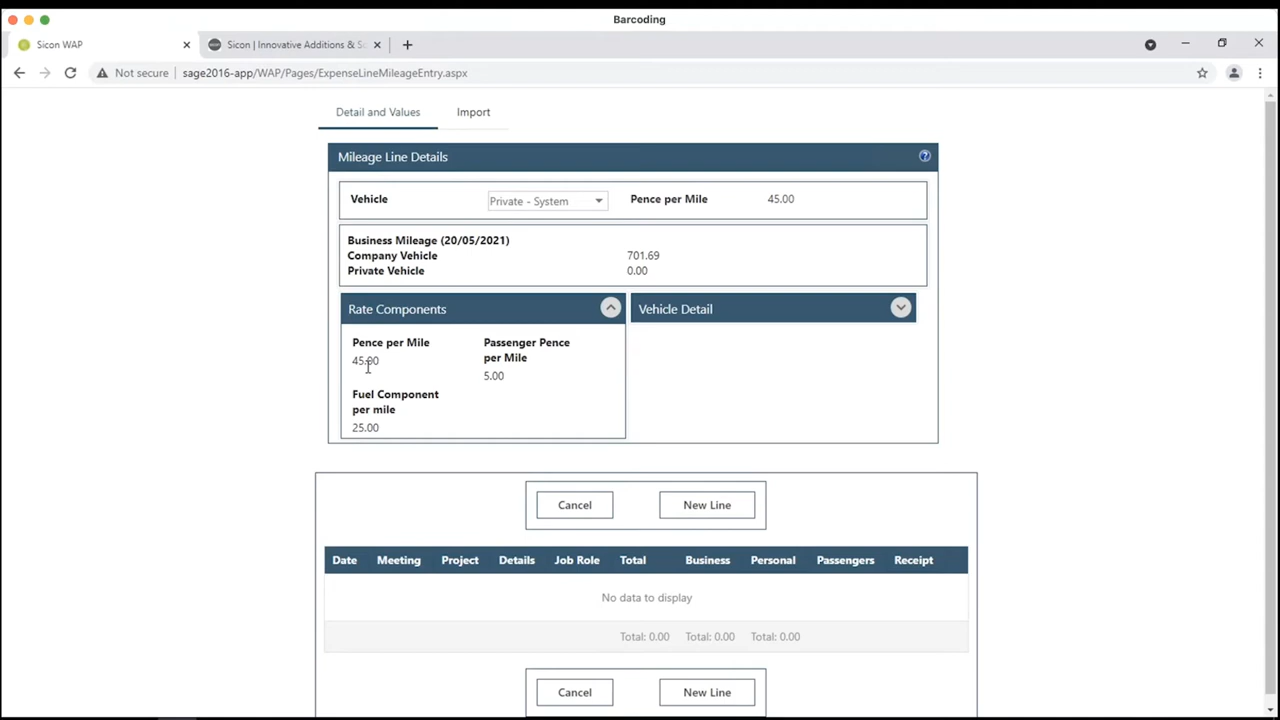 Barcoding
Sicon WAP
Sicon | Innovative Additions & So
Not secure
sage2016-app/WAP/Pages/ExpenseLineMileageEntry.aspx
Detail and Values
Import
Mileage Line Details
?
Vehicle
Private - System
Pence per Mile
45.00
Business Mileage (20/05/2021)
Company Vehicle
701.69
Private Vehicle
0.00
Rate Components
Vehicle Detail
Pence per Mile
45.00
Passenger Pence
per Mile
5.00
Fuel Component
per mile
25.00
Cancel
New Line
Date Meeting Project Details Job Role Total Business Personal Passengers Receipt
No data to display
Total: 0.00 Total: 0.00 Total: 0.00
Cancel
New Line